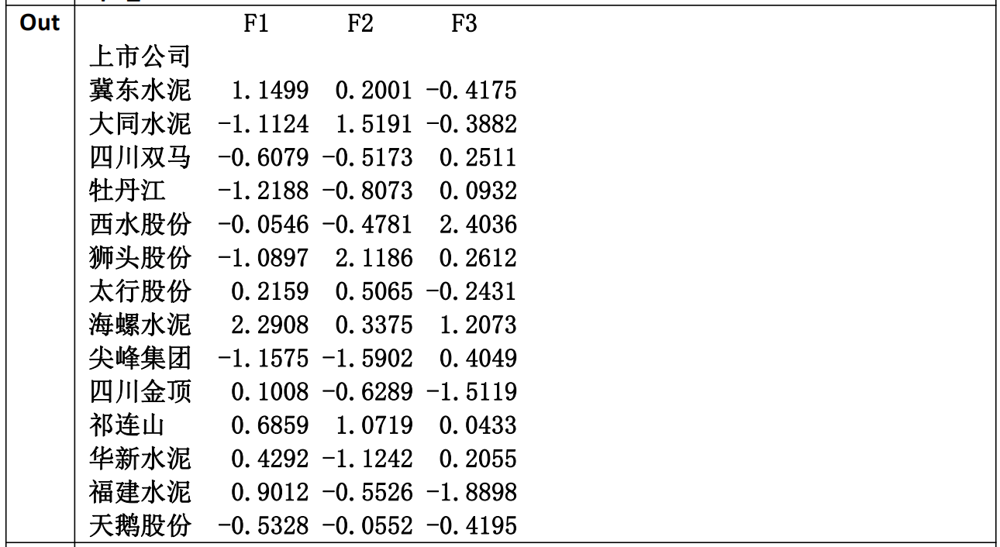 Out F1 F2 F3
上市公司
冀东水泥 1.1499 0.2001 -0.4175
大同水泥 -1.1124 1.5191 -0.3882
四川双马 -0.6079 -0.5173 0.2511
牡丹江 -1.2188 -0.8073 0.0932
西水股份 -0.0546 -0.4781 2.4036
狮头股份 -1.0897 2.1186 0.2612
太行股份 0.2159 0.5065 -0.2431
海螺水泥 2.2908 0.3375 1.2073
尖峰集团 -1.1575 -1.5902 0.4049
四川金顶 0.1008 -0.6289 -1.5119
祁连山 0.6859 1.0719 0.0433
华新水泥 0.4292 -1.1242 0.2055
福建水泥 0.9012 -0.5526 -1.8898
天鹅股份 -0.5328 -0.0552 -0.4195